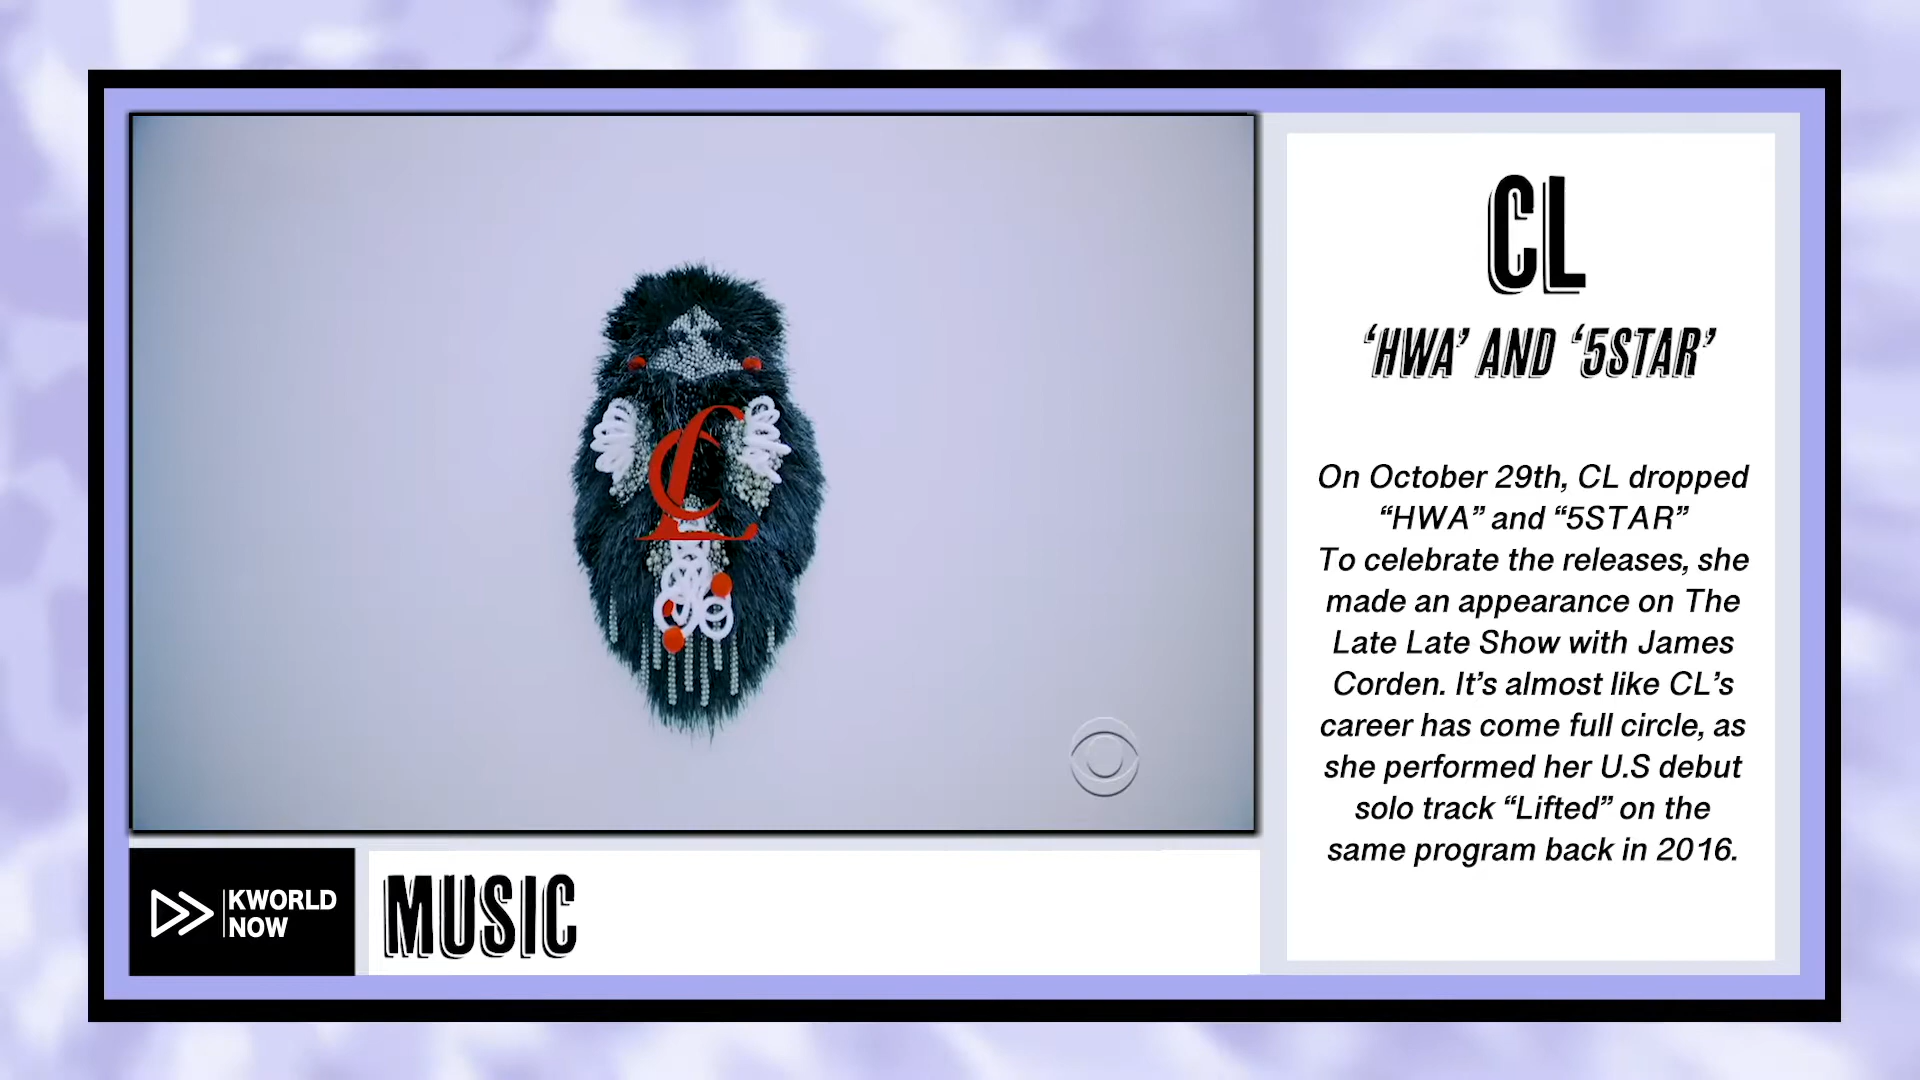 CL
‘HWA’ AND ‘5STAR’
On October 29th, CL dropped
“HWA” and “5STAR”
To celebrate the releases, she
made an appearance on The
Late Late Show with James
Corden. It’s almost like CL’s
career has come full circle, as
she performed her U.S debut
solo track “Lifted” on the
same program back in 2016.
CL
KWORLD
NOW
MUSIC